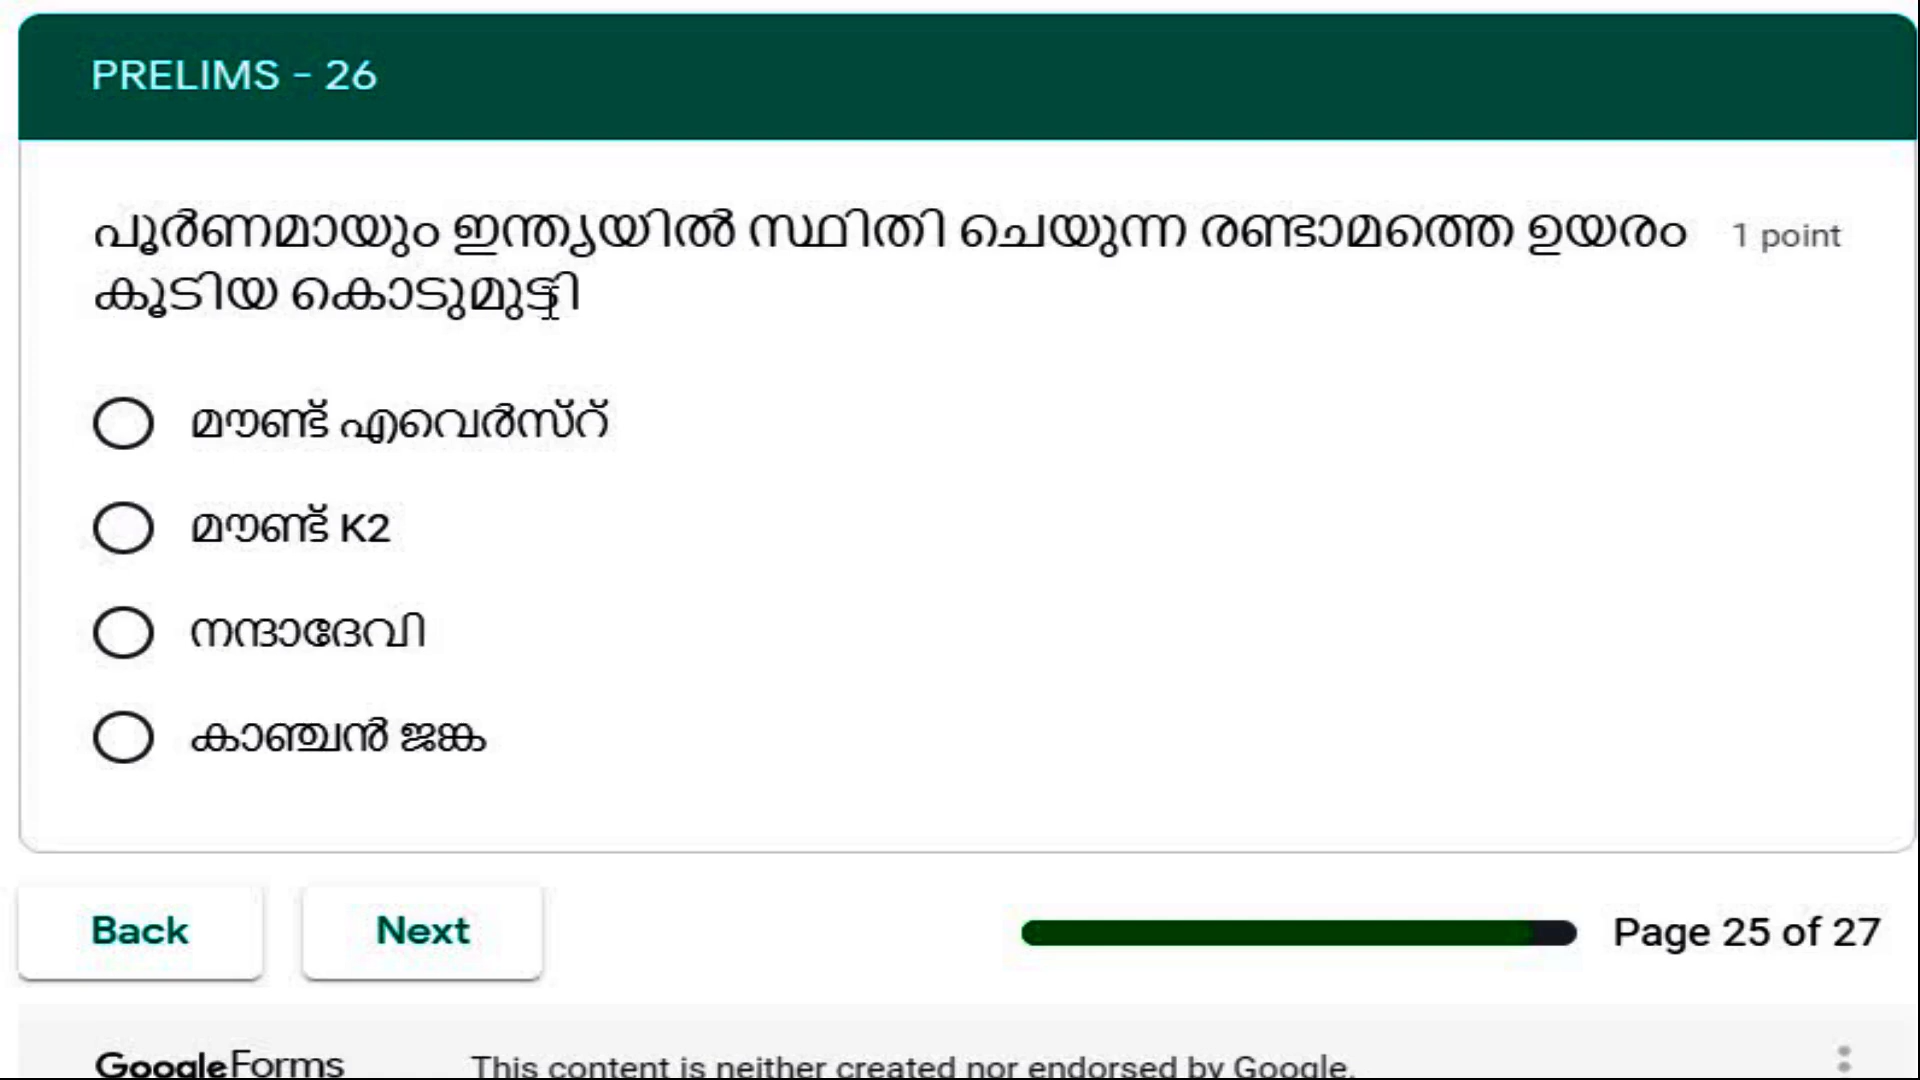 PRELIMS - 26
പൂർണമായും ഇന്ത്യയിൽ സ്ഥിതി ചെയുന്ന രണ്ടാമത്തെ ഉയരം 1 point
കൂടിയ കൊടുമുട്ടി
മൗണ്ട് എവെർസ്റ്
മൗണ്ട് K2
നന്ദാദേവി
കാഞ്ചൻ ജങ്ക
Back Next Page 25 of 27
Google Forms This content is neither created nor endorsed by Google.